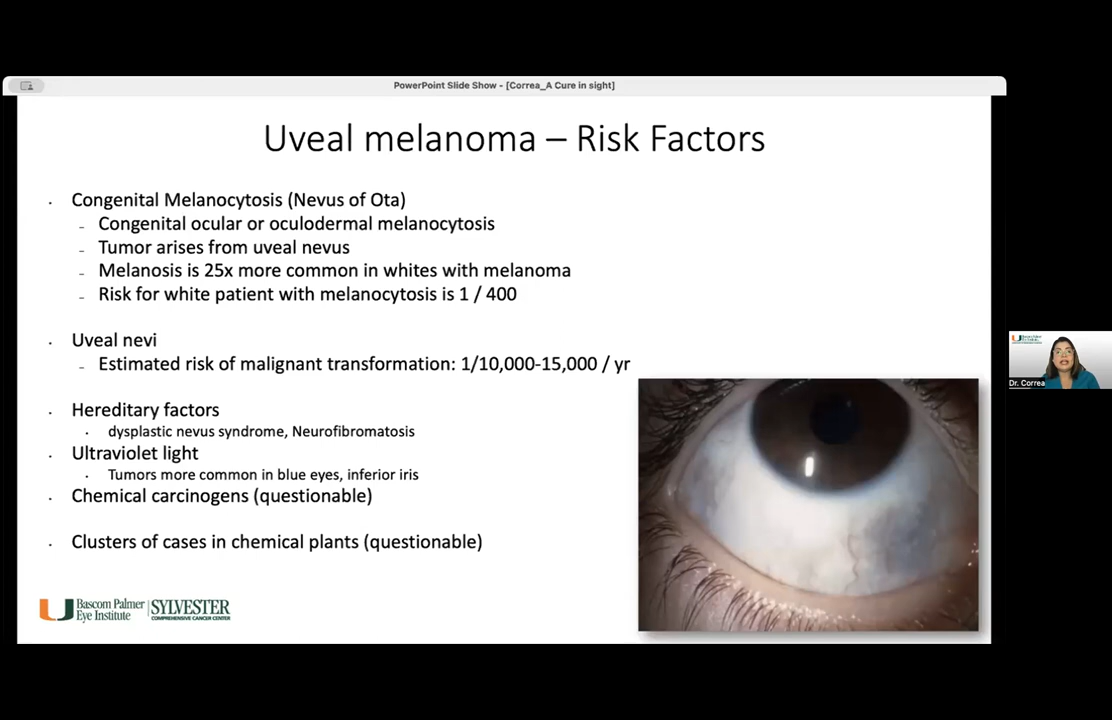 PowerPoint Slide Show - [Correa_A Cure in sight]
Uveal melanoma – Risk Factors
Congenital Melanocytosis (Nevus of Ota)
Congenital ocular or oculodermal melanocytosis
Tumor arises from uveal nevus
Melanosis is 25x more common in whites with melanoma
Risk for white patient with melanocytosis is 1 / 400
Uveal nevi
Estimated risk of malignant transformation: 1/10,000-15,000 / yr
Hereditary factors
dysplastic nevus syndrome, Neurofibromatosis
Ultraviolet light
Tumors more common in blue eyes, inferior iris
Chemical carcinogens (questionable)
Clusters of cases in chemical plants (questionable)
Bascom Palmer
Eye Institute
SYLVESTER
COMPREHENSIVE CANCER CENTER
Bascom Palmer
Eye Institute
Dr. Correa